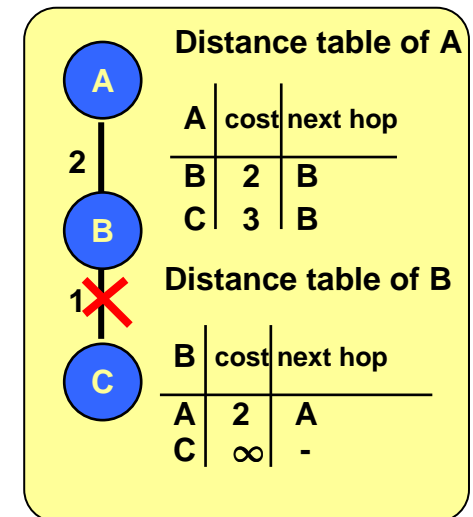 Distance table of A
A
A cost next hop
2
B 2 B
B
C 3 B
Distance table of B
1
B cost next hop
C
A 2 A
C ∞ -